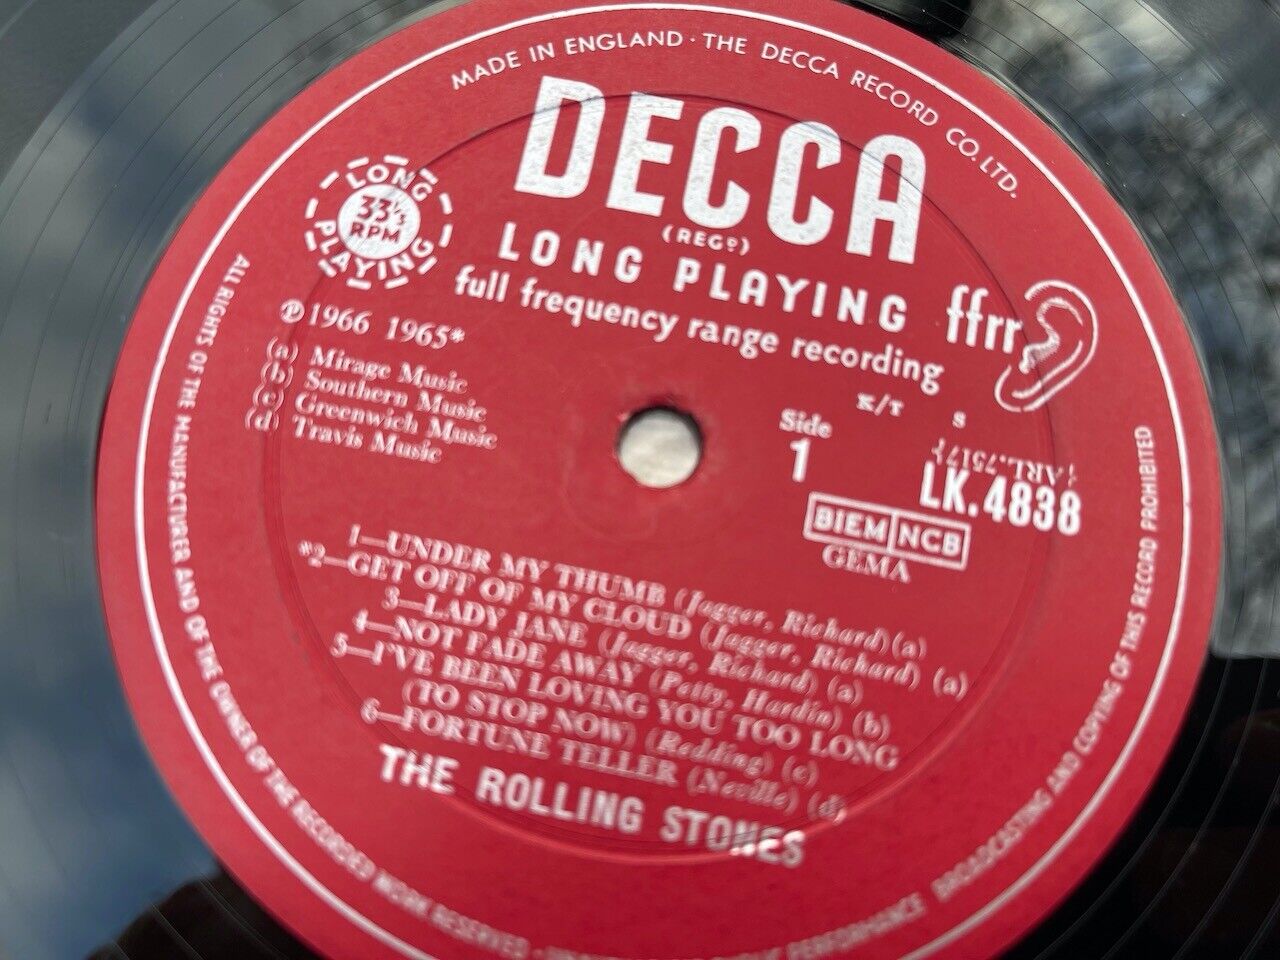 MADE IN ENGLAND · THE DECCA RECORD CO. LTD.
DECCA
(REGD)
LONG PLAYING
full frequency range recording
ffrr
LONG
33⅓
RPM
PLAYING
℗ 1966 1965*
(a) Mirage Music
(b) Southern Music
(c) Greenwich Music
(d) Travis Music
K/T
S
Side
1
{ARL.7517}
LK.4838
BIEM NCB
GEMA
1—UNDER MY THUMB (Jagger, Richard) (a)
*2—GET OFF OF MY CLOUD (Jagger, Richard) (a)
3—LADY JANE (Jagger, Richard) (a)
4—NOT FADE AWAY (Petty, Hardin) (b)
5—I'VE BEEN LOVING YOU TOO LONG
(TO STOP NOW) (Redding) (c)
6—FORTUNE TELLER (Neville) (d)
THE ROLLING STONES
ALL RIGHTS OF THE MANUFACTURER AND OF THE OWNER OF THE RECORDED WORK RESERVED · PERFORMANCE BROADCASTING AND COPYING OF THIS RECORD PROHIBITED